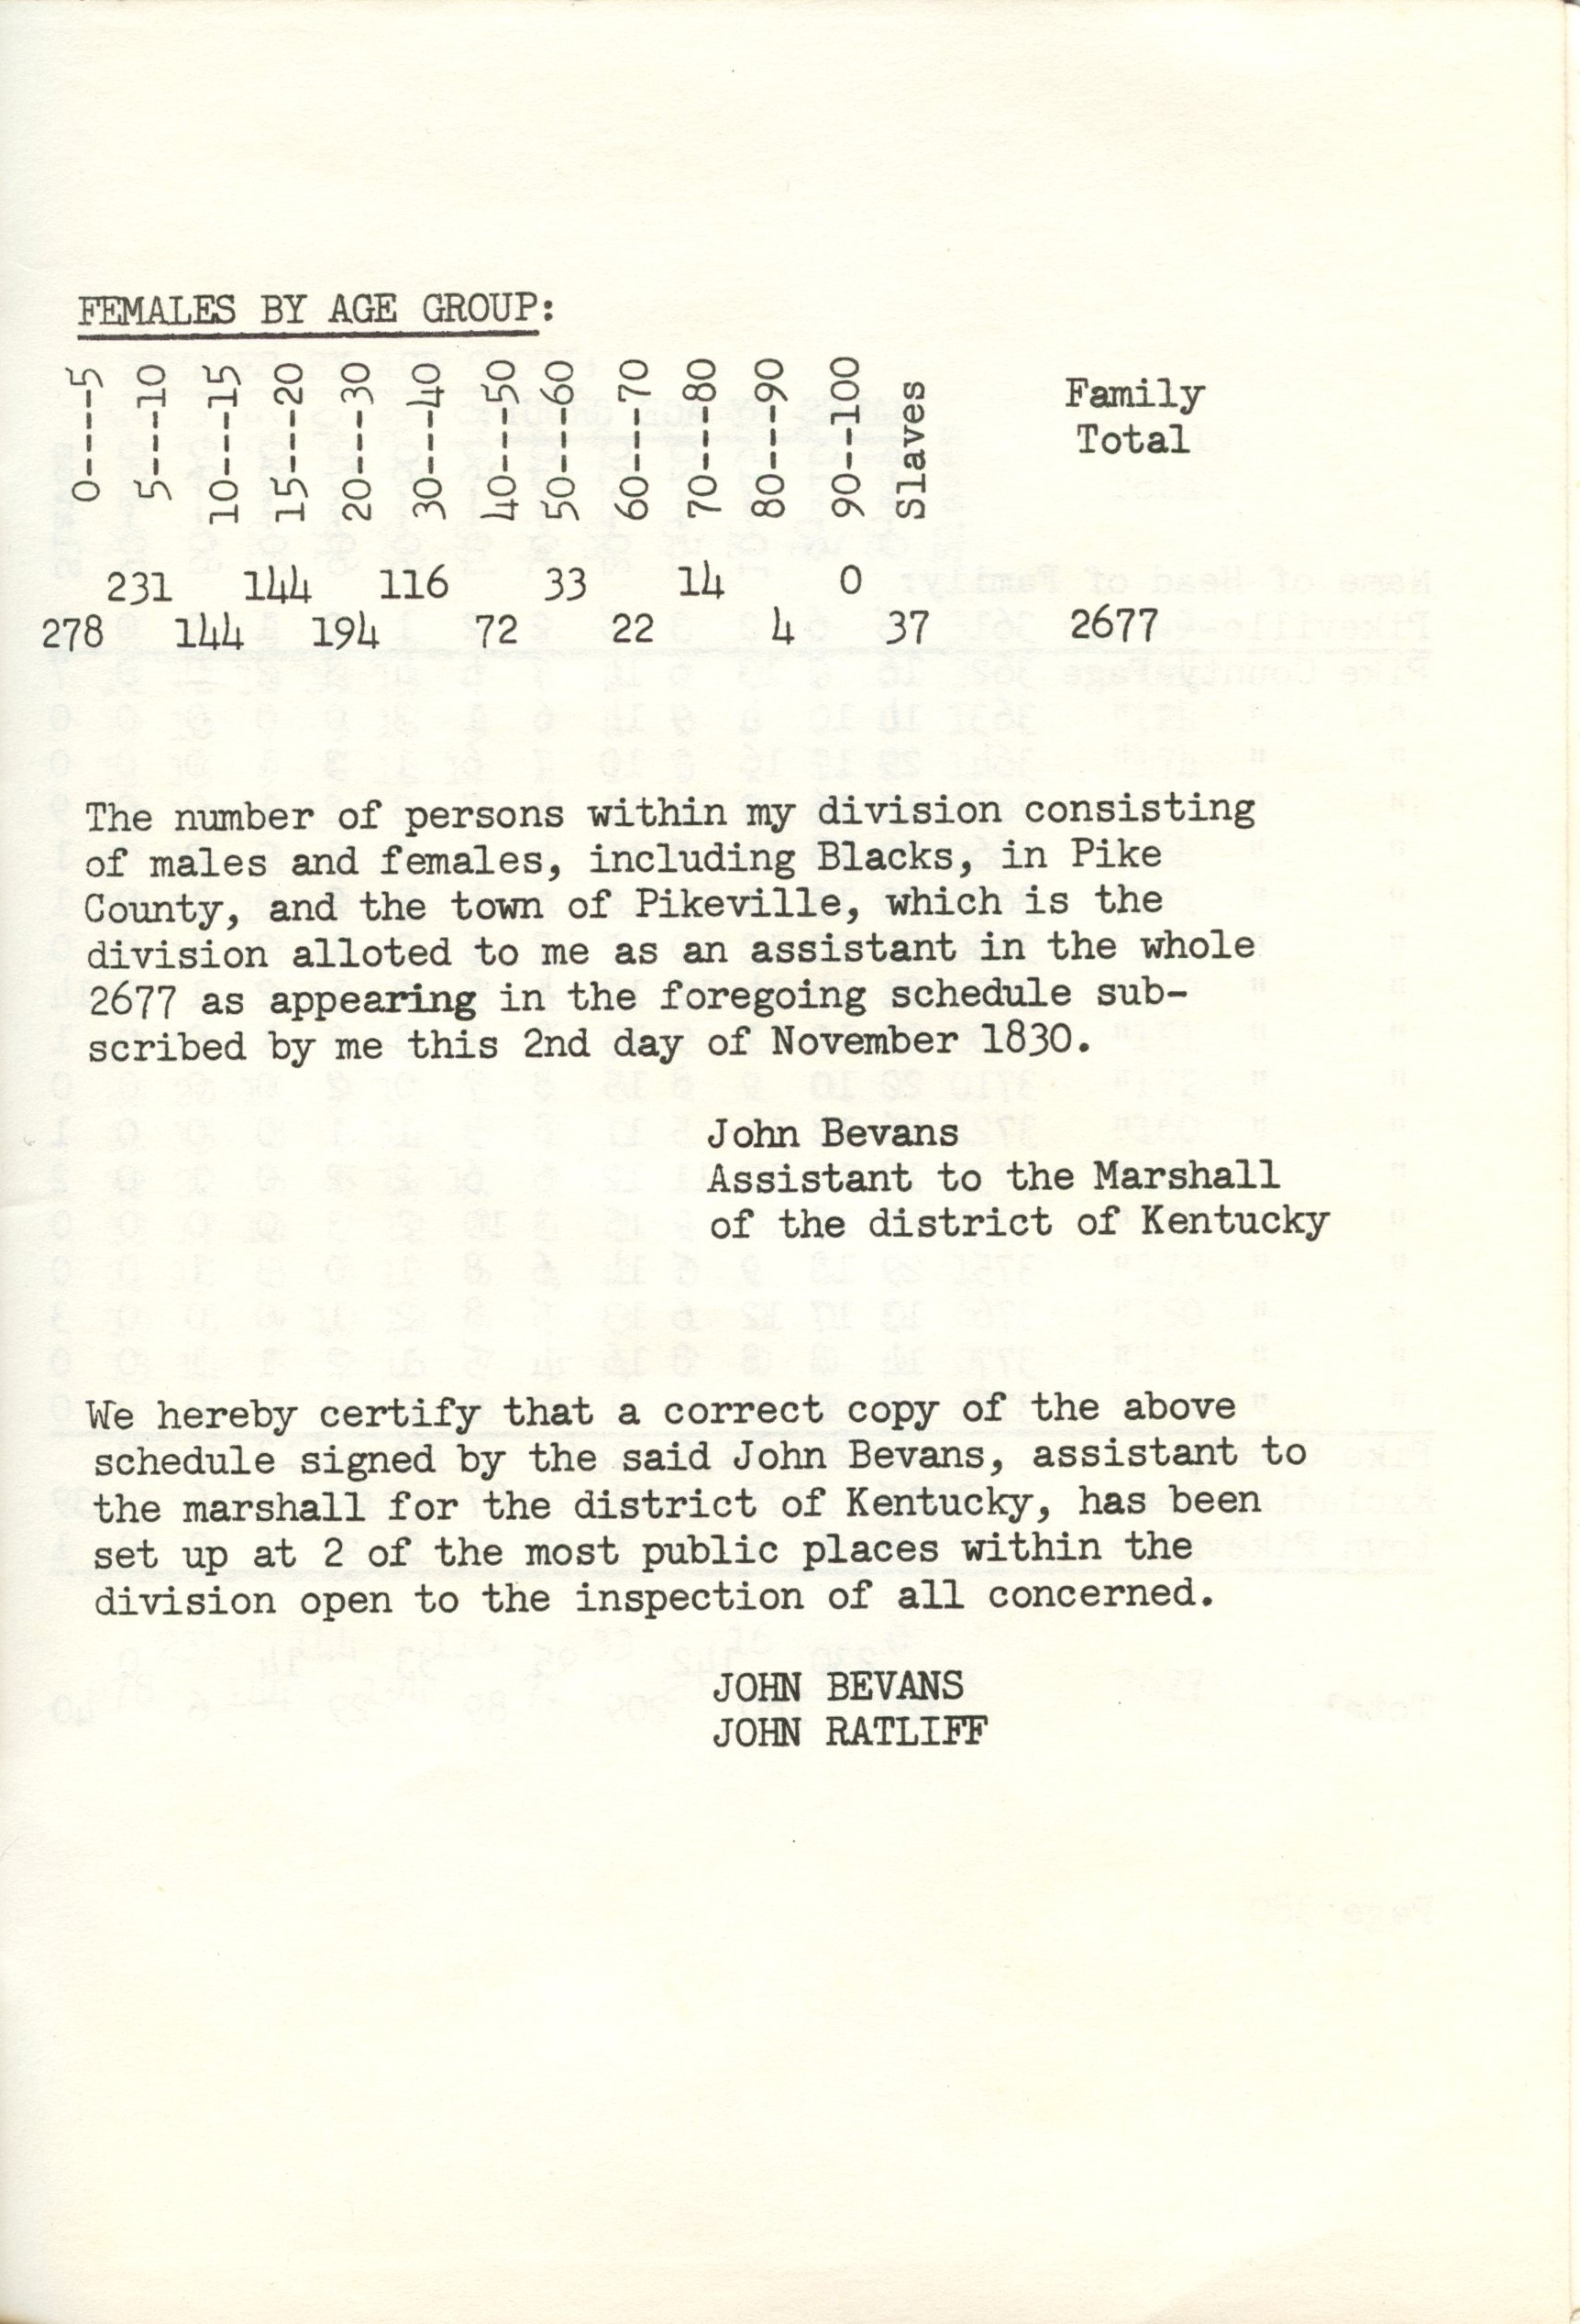 FEMALES BY AGE GROUP:
0-----5 5---10 10---15 15---20 20---30 30---40 40---50 50---60 60---70 70---80 80---90 90--100 Slaves Family
Total
231 144 116 33 14 0
278 144 194 72 22 4 37 2677
The number of persons within my division consisting
of males and females, including Blacks, in Pike
County, and the town of Pikeville, which is the
division alloted to me as an assistant in the whole
2677 as appearing in the foregoing schedule sub-
scribed by me this 2nd day of November 1830.
John Bevans
Assistant to the Marshall
of the district of Kentucky
We hereby certify that a correct copy of the above
schedule signed by the said John Bevans, assistant to
the marshall for the district of Kentucky, has been
set up at 2 of the most public places within the
division open to the inspection of all concerned.
JOHN BEVANS
JOHN RATLIFF